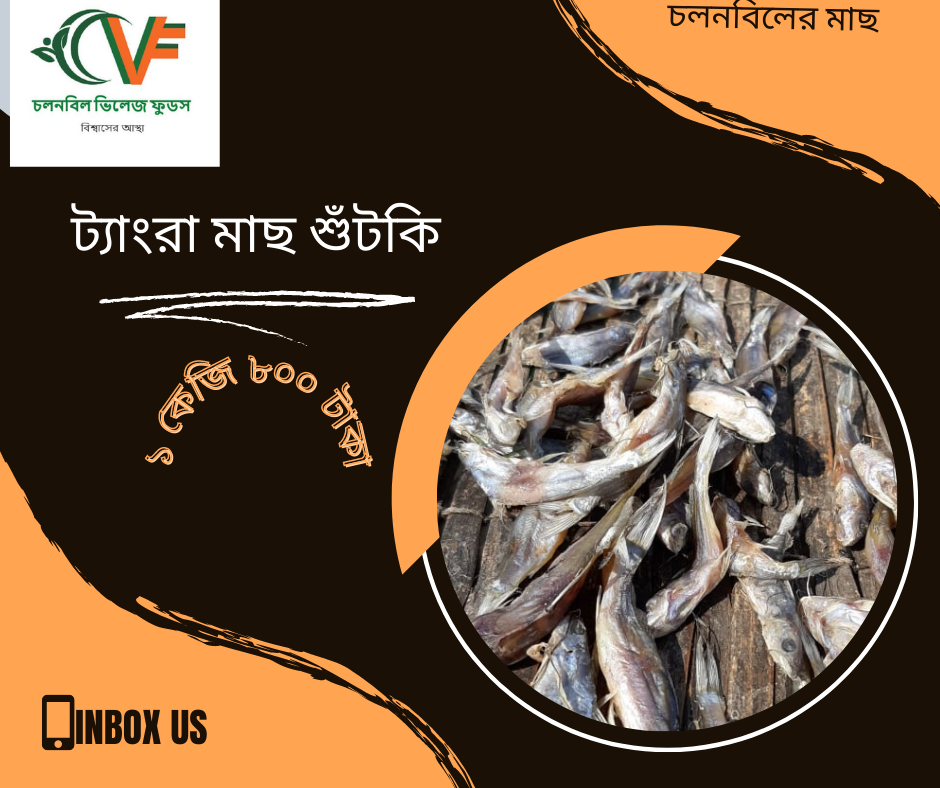 চলনবিলের মাছ
CVF
চলনবিল ভিলেজ ফুডস
বিশ্বাসের আস্থা
ট্যাংরা মাছ শুঁটকি
১ কেজি ৮০০ টাকা
INBOX US